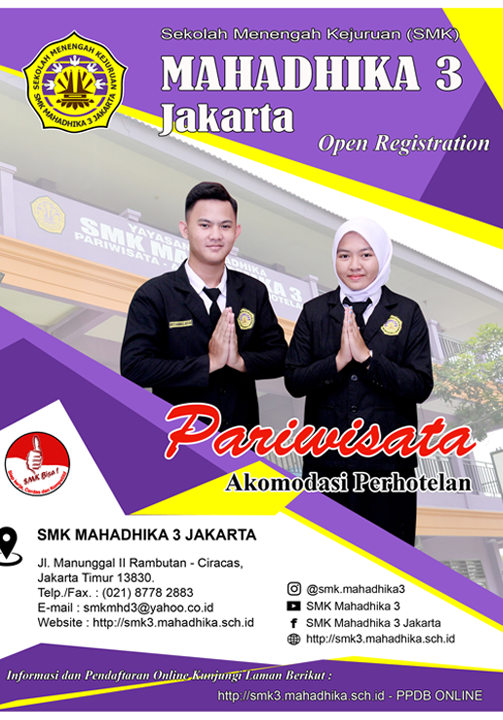 Sekolah Menengah Kejuruan (SMK)
MAHADHIKA 3
Jakarta
Open Registration
SEKOLAH MENENGAH KEJURUAN
SMK MAHADHIKA 3 JAKARTA
YAYASAN
SMK MAHADHIKA 3
PARIWISATA
Pariwisata
Akomodasi Perhotelan
SMK Bisa!
SMK MAHADHIKA 3 JAKARTA
Jl. Manunggal II Rambutan - Ciracas,
Jakarta Timur 13830.
Telp./Fax. : (021) 8778 2883
E-mail : smkmhd3@yahoo.co.id
Website : http://smk3.mahadhika.sch.id
@smk.mahadhika3
SMK Mahadhika 3
SMK Mahadhika 3 Jakarta
http://smk3.mahadhika.sch.id
Informasi dan Pendaftaran Online Kunjungi Laman Berikut :
http://smk3.mahadhika.sch.id - PPDB ONLINE